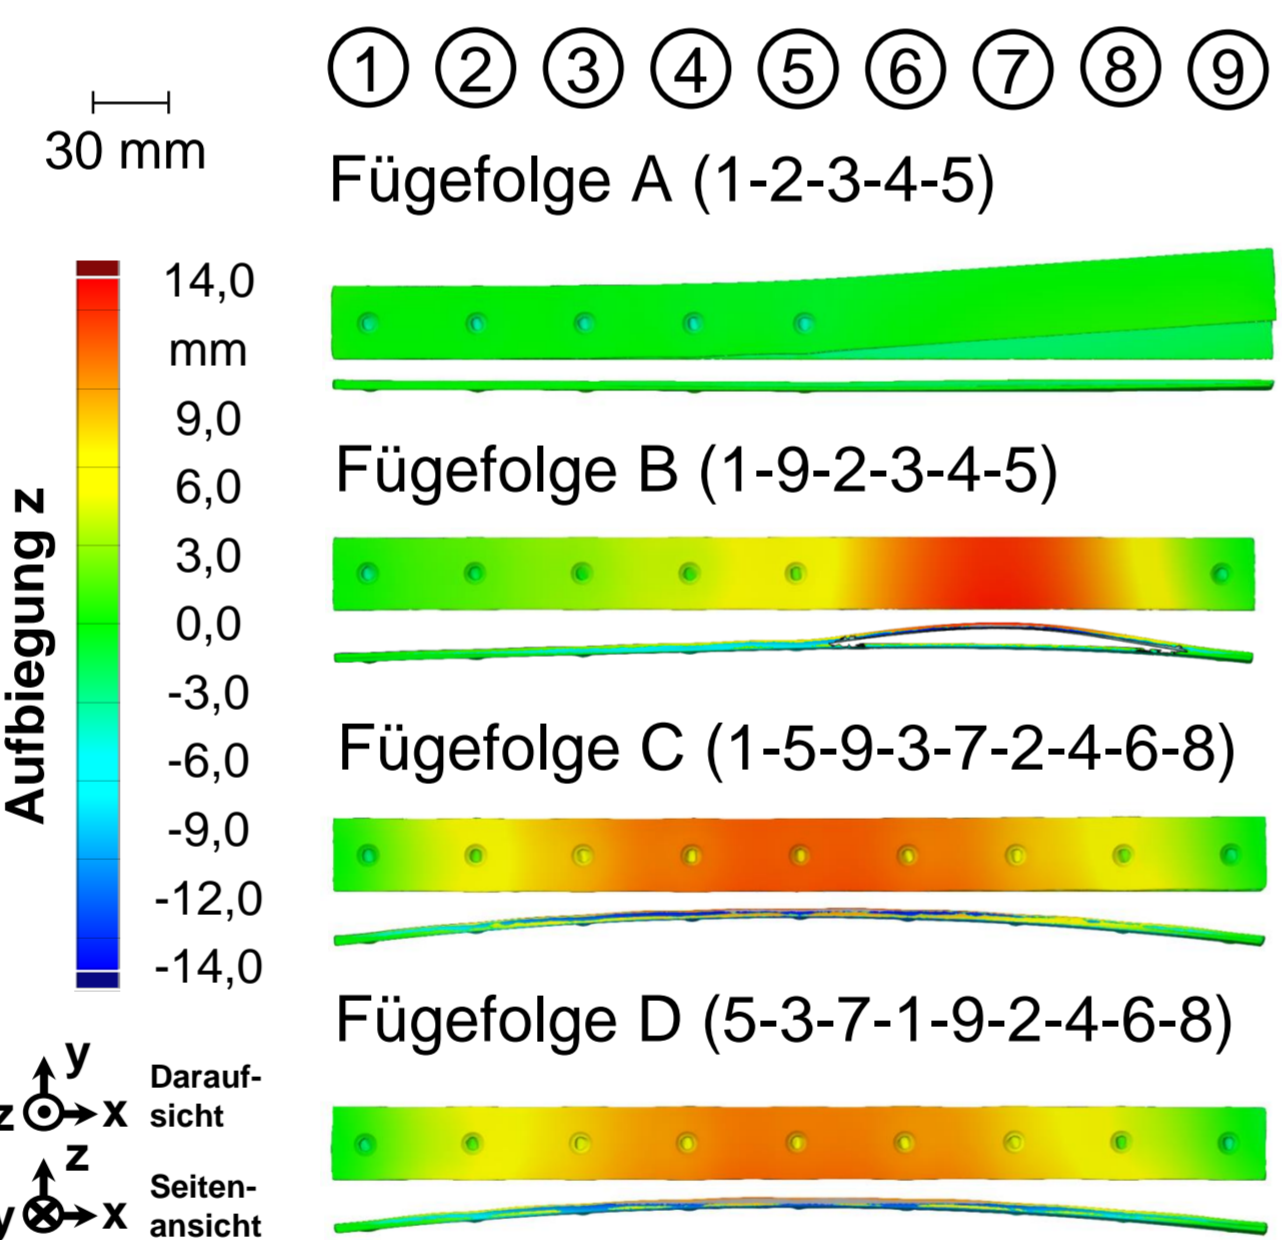 1 2 3 4 5 6 7 8 9
30 mm
Fügefolge A (1-2-3-4-5)
14,0
mm
9,0
6,0
3,0
0,0
-3,0
-6,0
-9,0
-12,0
-14,0
Aufbiegung z
Fügefolge B (1-9-2-3-4-5)
Fügefolge C (1-5-9-3-7-2-4-6-8)
Fügefolge D (5-3-7-1-9-2-4-6-8)
y
z x
Darauf-
sicht
z
y x
Seiten-
ansicht